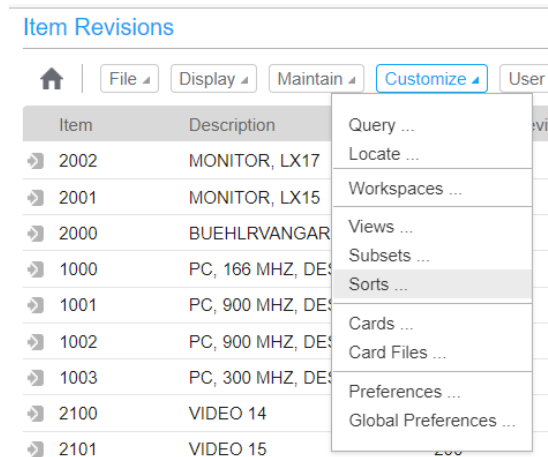 Item Revisions
File Display Maintain Customize User
Item Description
2002 MONITOR, LX17
2001 MONITOR, LX15
2000 BUEHLRVANGAR
1000 PC, 166 MHZ, DES
1001 PC, 900 MHZ, DES
1002 PC, 900 MHZ, DES
1003 PC, 300 MHZ, DES
2100 VIDEO 14
2101 VIDEO 15
Query ...
Locate ...
Workspaces ...
Views ...
Subsets ...
Sorts ...
Cards ...
Card Files ...
Preferences ...
Global Preferences ...